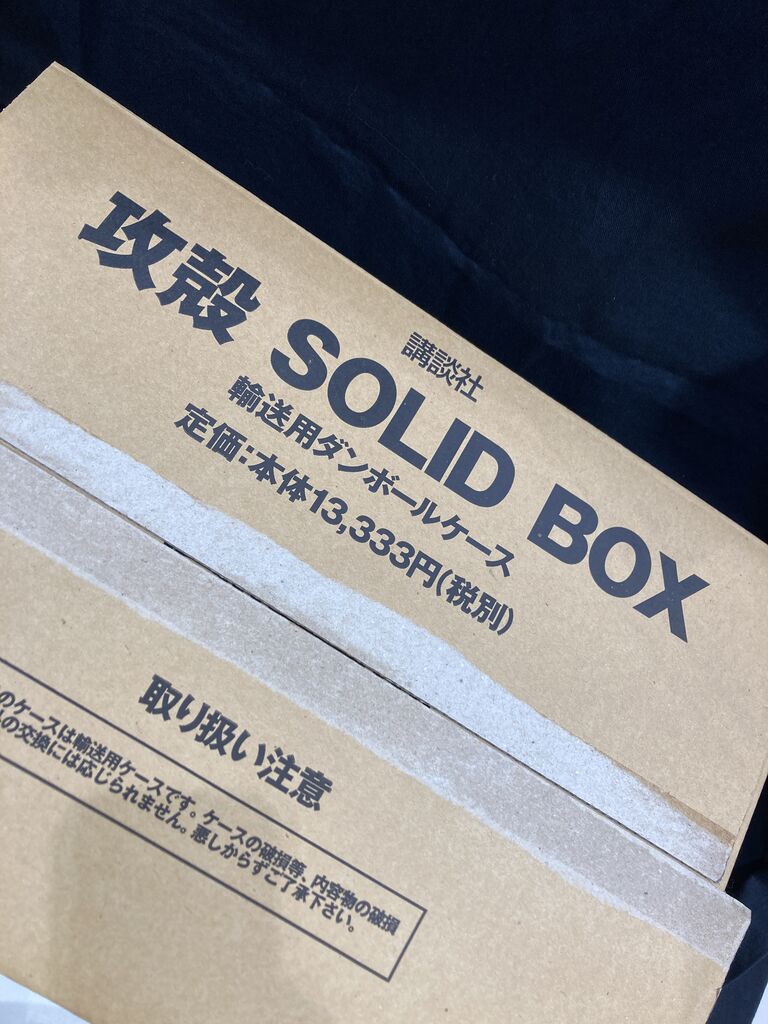 講談社
攻殻 SOLID BOX
輸送用ダンボールケース
定価:本体13,333円(税別)
取り扱い注意
のケースは輸送用ケースです。ケースの破損等、内容物の破損
の交換には応じられません。悪しからずご了承下さい。